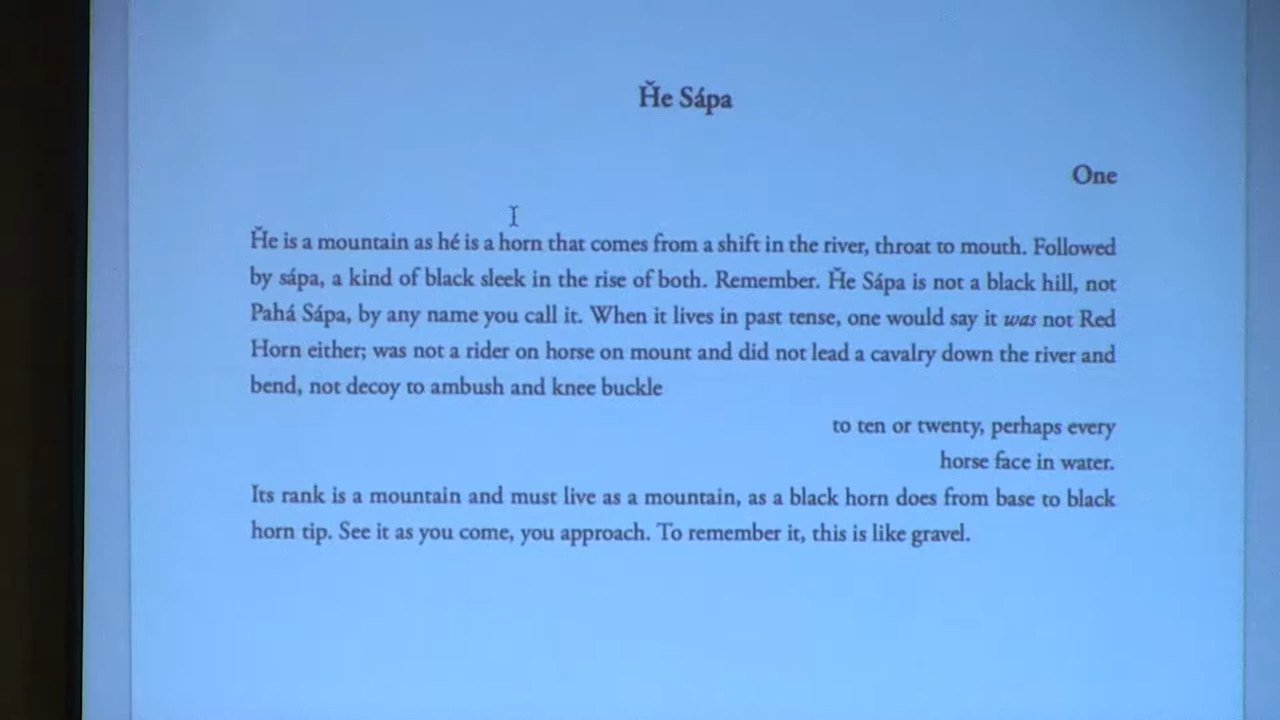 Ȟe Sápa
One
Ȟe is a mountain as hé is a horn that comes from a shift in the river, throat to mouth. Followed
by sápa, a kind of black sleek in the rise of both. Remember. Ȟe Sápa is not a black hill, not
Pahá Sápa, by any name you call it. When it lives in past tense, one would say it was not Red
Horn either; was not a rider on horse on mount and did not lead a cavalry down the river and
bend, not decoy to ambush and knee buckle
to ten or twenty, perhaps every
horse face in water.
Its rank is a mountain and must live as a mountain, as a black horn does from base to black
horn tip. See it as you come, you approach. To remember it, this is like gravel.